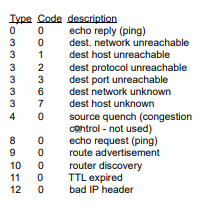 Type Code description
0 0 echo reply (ping)
3 0 dest. network unreachable
3 1 dest host unreachable
3 2 dest protocol unreachable
3 3 dest port unreachable
3 6 dest network unknown
3 7 dest host unknown
4 0 source quench (congestion
control - not used)
8 0 echo request (ping)
9 0 route advertisement
10 0 router discovery
11 0 TTL expired
12 0 bad IP header